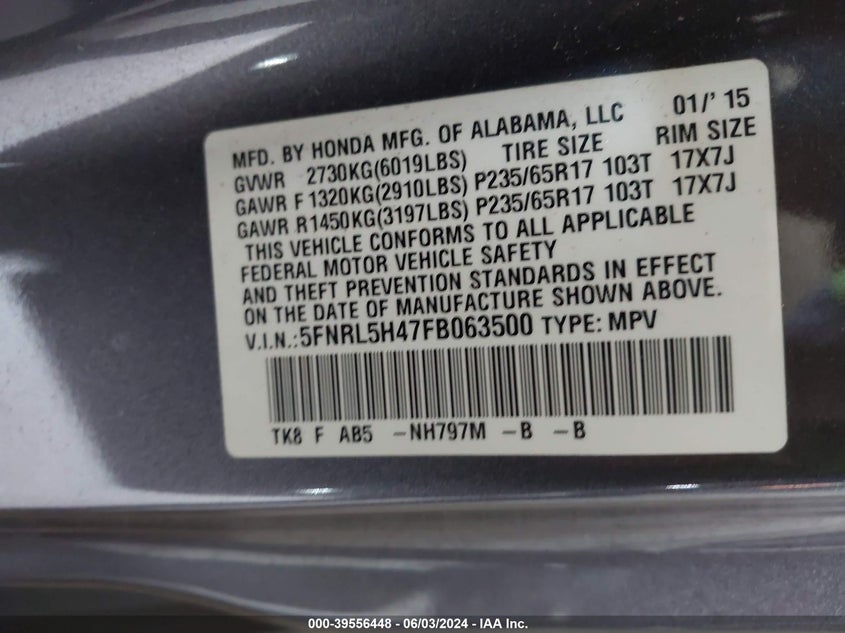 MFD. BY HONDA MFG. OF ALABAMA, LLC 01/' 15
GVWR 2730KG(6019LBS) TIRE SIZE RIM SIZE
GAWR F 1320KG(2910LBS) P235/65R17 103T 17X7J
GAWR R1450KG(3197LBS) P235/65R17 103T 17X7J
THIS VEHICLE CONFORMS TO ALL APPLICABLE
FEDERAL MOTOR VEHICLE SAFETY
AND THEFT PREVENTION STANDARDS IN EFFECT
ON THE DATE OF MANUFACTURE SHOWN ABOVE.
V.I.N.:5FNRL5H47FB063500 TYPE: MPV
TK8 F AB5 -NH797M -B -B
000-39556448 - 06/03/2024 - IAA Inc.